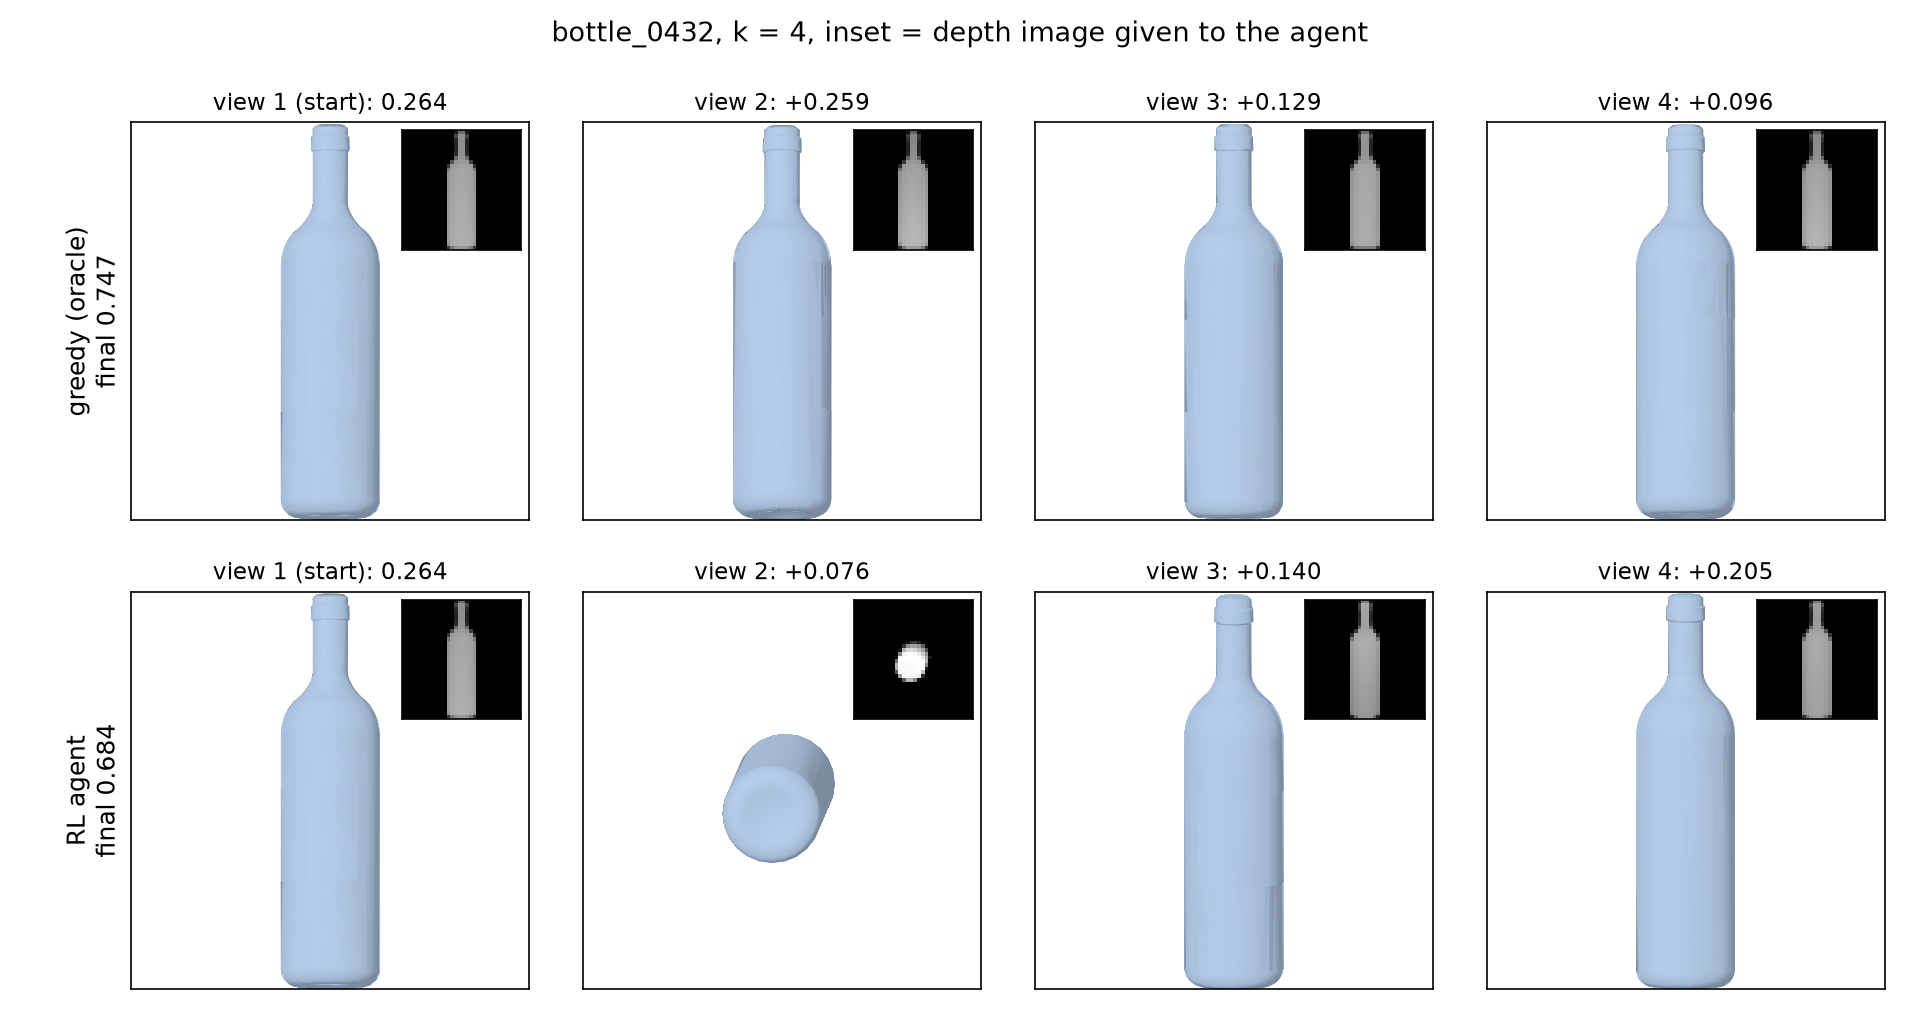 bottle_0432, k = 4, inset = depth image given to the agent
greedy (oracle)
final 0.747
view 1 (start): 0.264
view 2: +0.259
view 3: +0.129
view 4: +0.096
RL agent
final 0.684
view 1 (start): 0.264
view 2: +0.076
view 3: +0.140
view 4: +0.205